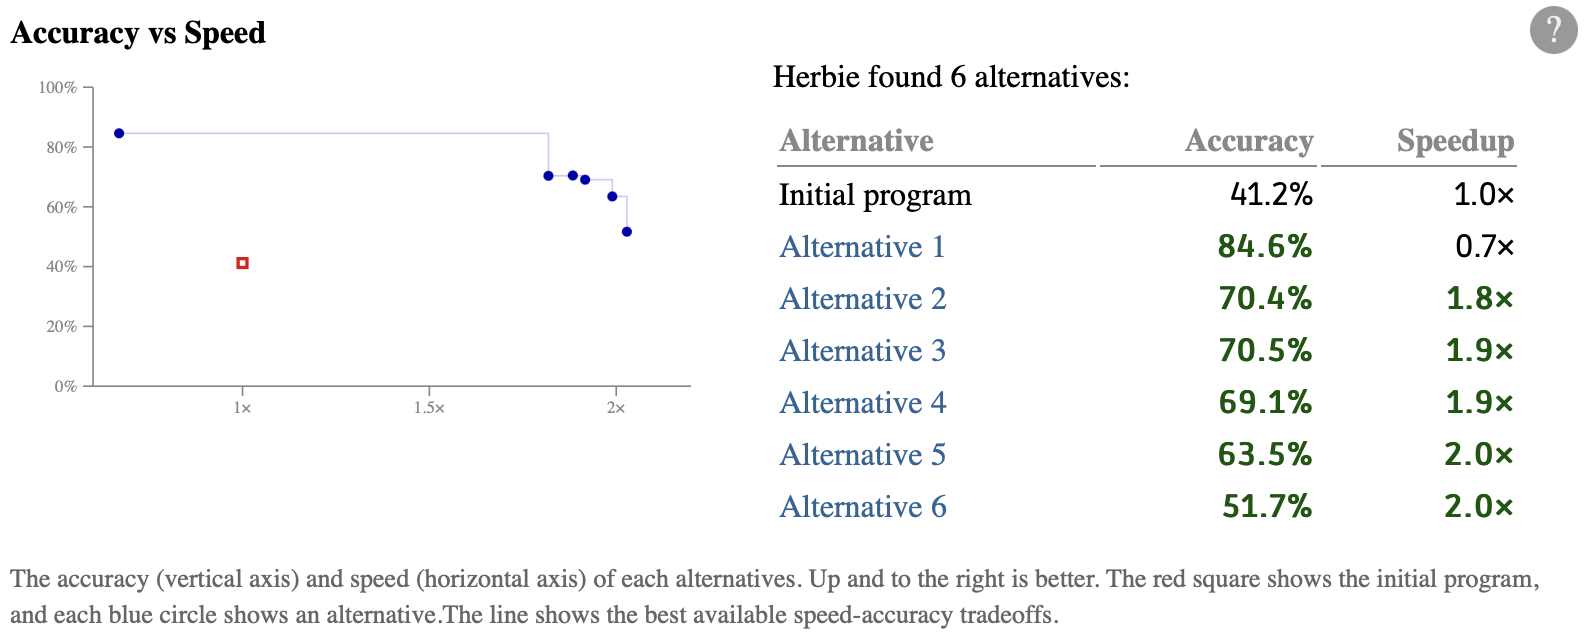 Accuracy vs Speed
?
100%
80%
60%
40%
20%
0%
1×
1.5×
2×
Herbie found 6 alternatives:
Alternative Accuracy Speedup
Initial program 41.2% 1.0×
Alternative 1 84.6% 0.7×
Alternative 2 70.4% 1.8×
Alternative 3 70.5% 1.9×
Alternative 4 69.1% 1.9×
Alternative 5 63.5% 2.0×
Alternative 6 51.7% 2.0×
The accuracy (vertical axis) and speed (horizontal axis) of each alternatives. Up and to the right is better. The red square shows the initial program,
and each blue circle shows an alternative.The line shows the best available speed-accuracy tradeoffs.